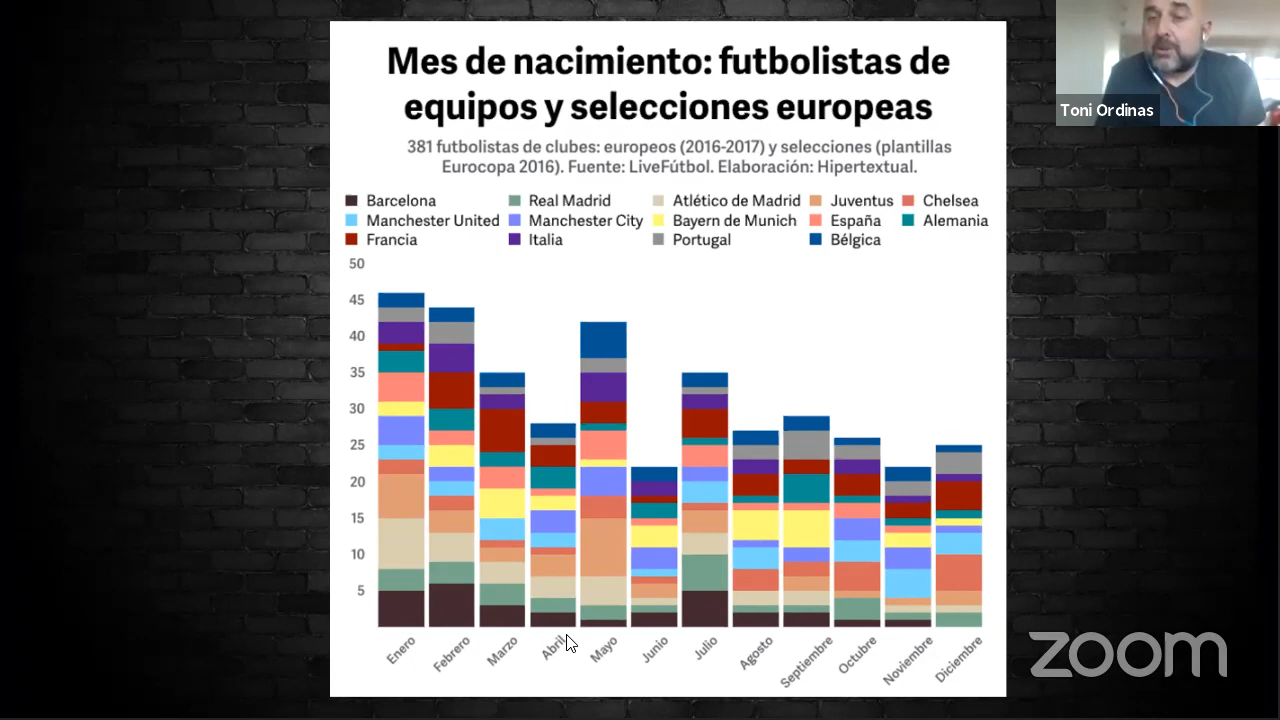 Mes de nacimiento: futbolistas de
equipos y selecciones europeas
381 futbolistas de clubes: europeos (2016-2017) y selecciones (plantillas
Eurocopa 2016). Fuente: LiveFútbol. Elaboración: Hipertextual.
Barcelona Real Madrid Atlético de Madrid Juventus Chelsea
Manchester United Manchester City Bayern de Munich España Alemania
Francia Italia Portugal Bélgica
50
45
40
35
30
25
20
15
10
5
Enero Febrero Marzo Abril Mayo Junio Julio Agosto Septiembre Octubre Noviembre Diciembre
Toni Ordinas
zoom